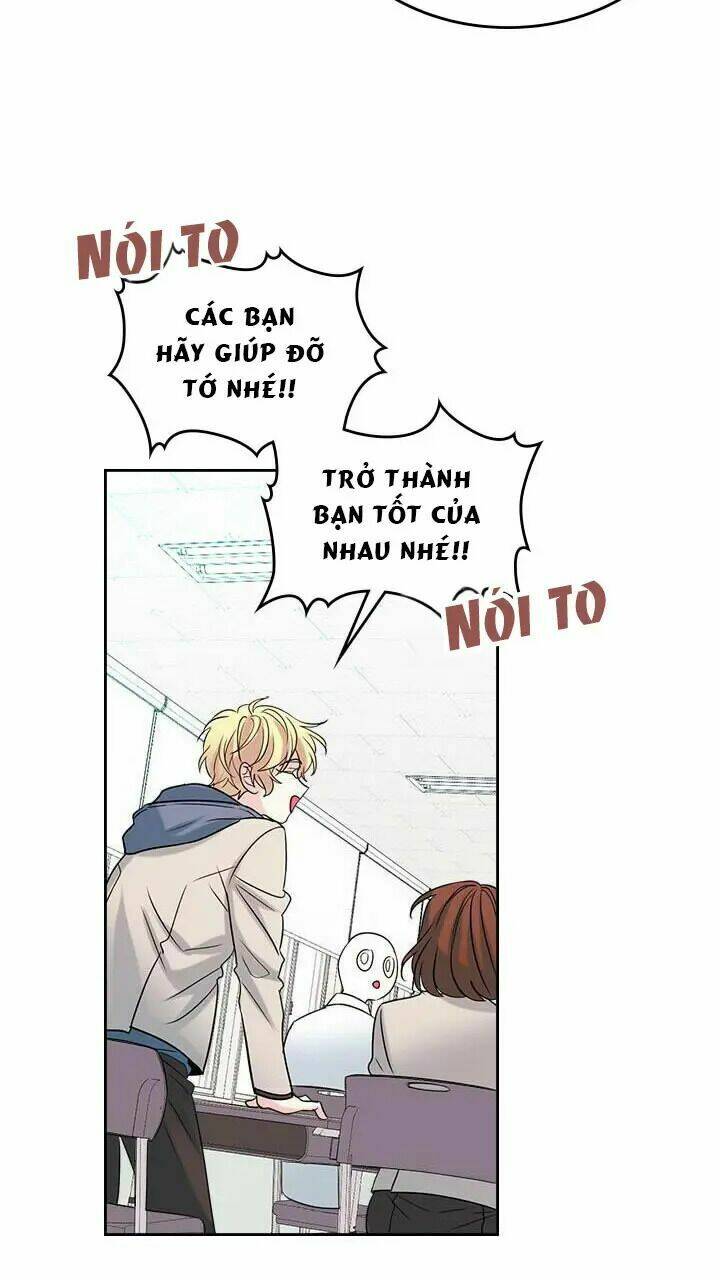 NÓI TO
CÁC BẠN
HÃY GIÚP ĐỠ
TỚ NHÉ!!
TRỞ THÀNH
BẠN TỐT CỦA
NHAU NHÉ!!
NÓI TO